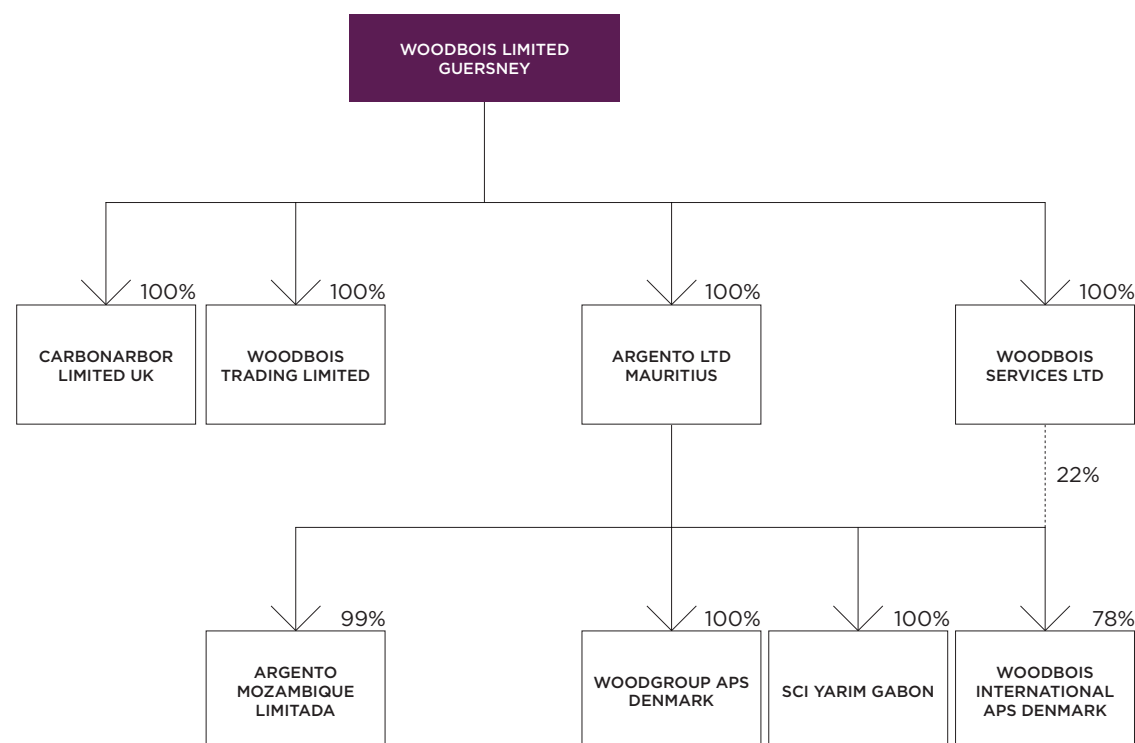 WOODBOIS LIMITED
GUERSNEY
100%
100%
100%
100%
CARBONARBOR
LIMITED UK
WOODBOIS
TRADING LIMITED
ARGENTO LTD
MAURITIUS
WOODBOIS
SERVICES LTD
22%
99%
100%
100%
78%
ARGENTO
MOZAMBIQUE
LIMITADA
WOODGROUP APS
DENMARK
SCI YARIM GABON
WOODBOIS
INTERNATIONAL
APS DENMARK